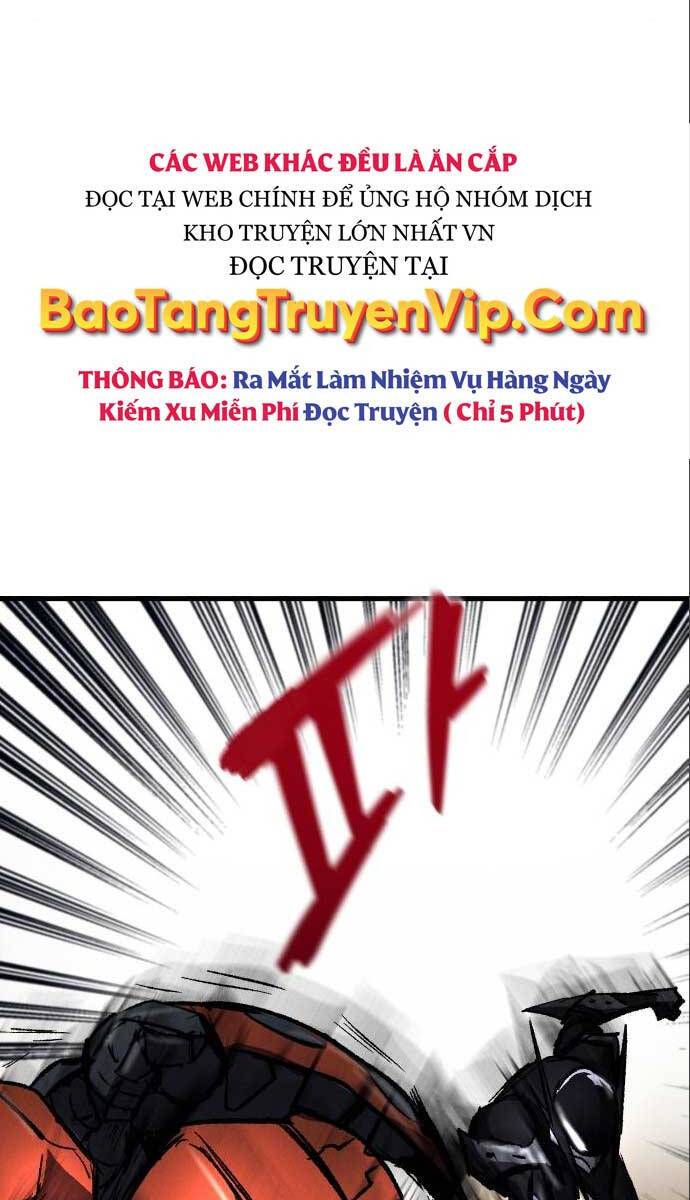 CÁC WEB KHÁC ĐỀU LÀ ĂN CẮP
ĐỌC TẠI WEB CHÍNH ĐỂ ỦNG HỘ NHÓM DỊCH
KHO TRUYỆN LỚN NHẤT VN
ĐỌC TRUYỆN TẠI
BaoTangTruyenVip.Com
THÔNG BÁO: Ra Mắt Làm Nhiệm Vụ Hàng Ngày
Kiếm Xu Miễn Phí Đọc Truyện ( Chỉ 5 Phút)
파